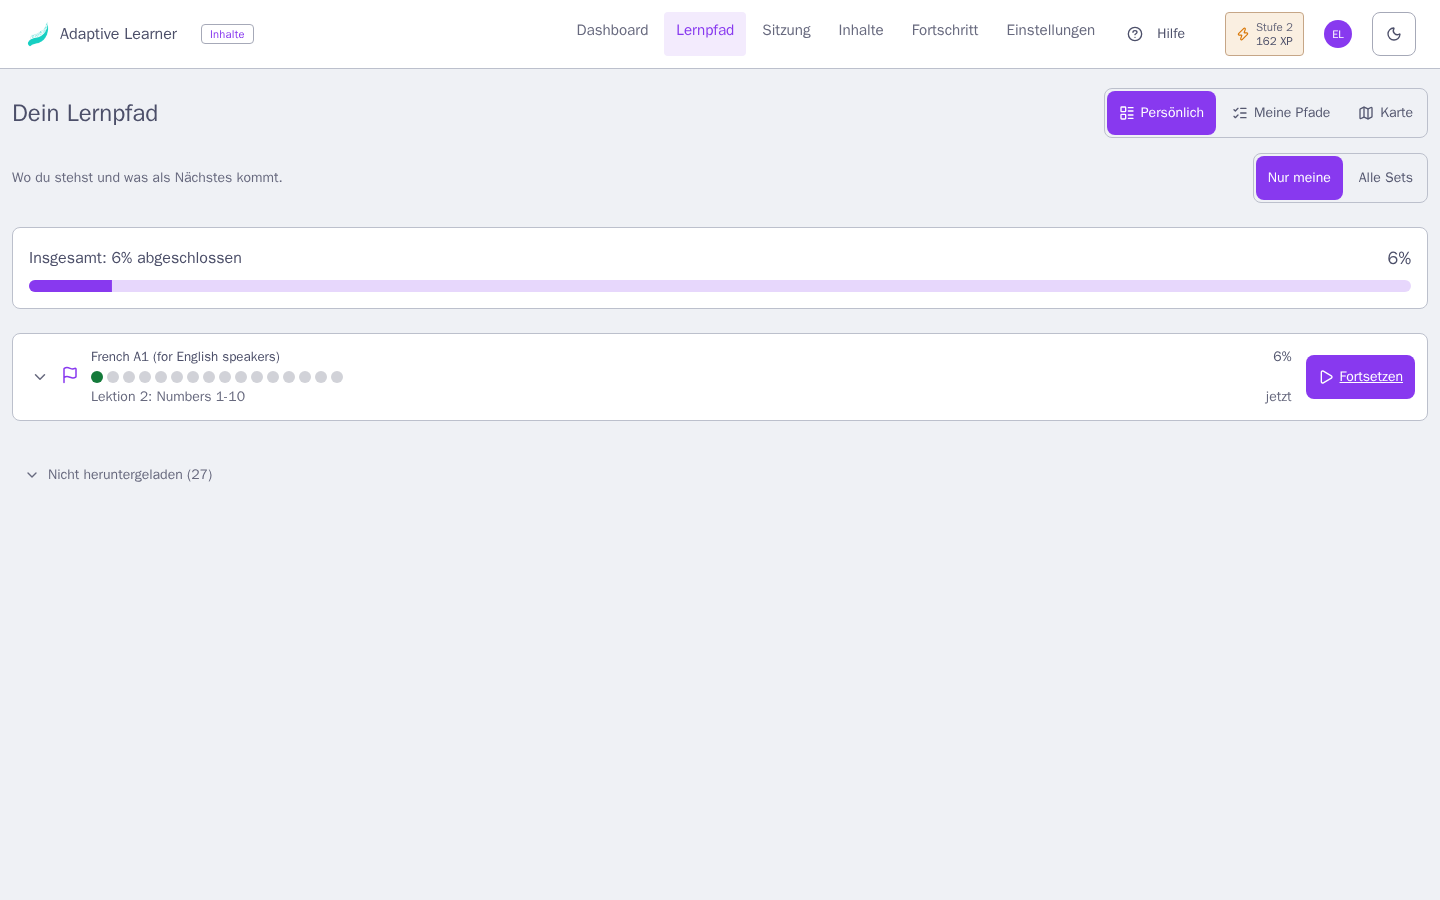 Adaptive Learner
Inhalte
Dashboard
Lernpfad
Sitzung
Inhalte
Fortschritt
Einstellungen
Hilfe
Stufe 2
162 XP
EL
Dein Lernpfad
Persönlich
Meine Pfade
Karte
Wo du stehst und was als Nächstes kommt.
Nur meine
Alle Sets
Insgesamt: 6% abgeschlossen
6%
French A1 (for English speakers)
6%
Lektion 2: Numbers 1-10
jetzt
Fortsetzen
Nicht heruntergeladen (27)